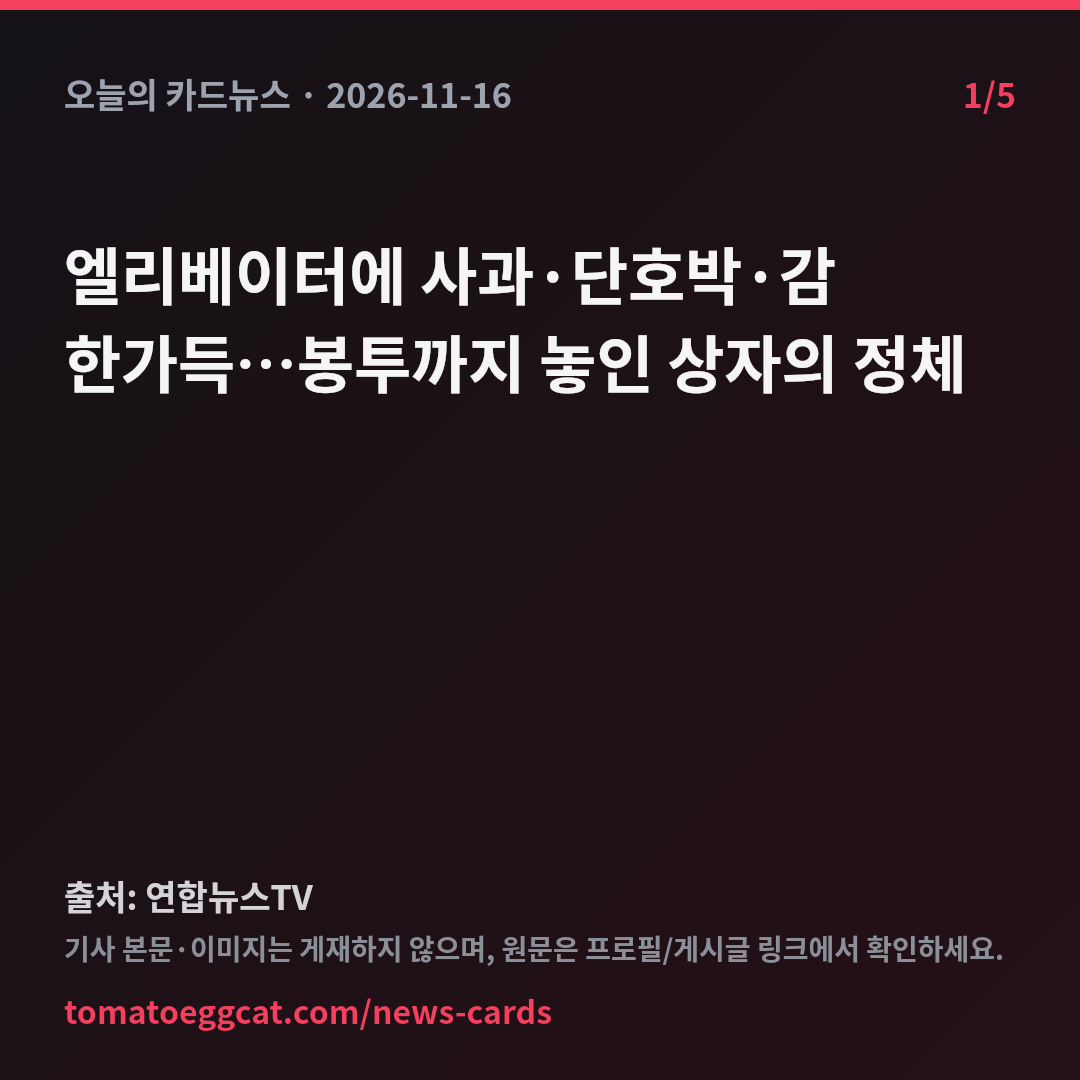 오늘의 카드뉴스 · 2026-11-16
1/5
엘리베이터에 사과·단호박·감
한가득…봉투까지 놓인 상자의 정체
출처: 연합뉴스TV
기사 본문·이미지는 게재하지 않으며, 원문은 프로필/게시글 링크에서 확인하세요.
tomatoeggcat.com/news-cards